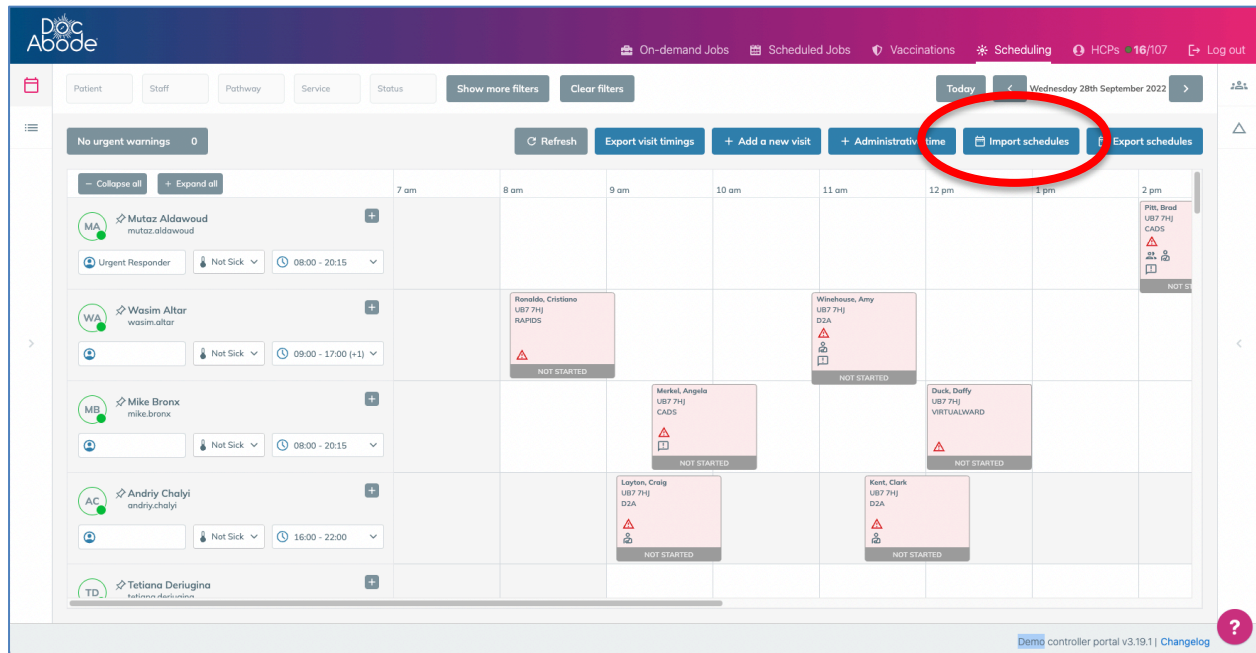 Doc
Abode
On-demand Jobs
Scheduled Jobs
Vaccinations
Scheduling
HCPs 16/107
Log out
Patient
Staff
Pathway
Service
Status
Show more filters
Clear filters
Today
Wednesday 28th September 2022
No urgent warnings 0
Refresh
Export visit timings
+ Add a new visit
+ Administrative time
Import schedules
Export schedules
− Collapse all
+ Expand all
7 am
8 am
9 am
10 am
11 am
12 pm
1 pm
2 pm
MA
Mutaz Aldawoud
mutaz.aldawoud
Urgent Responder
Not Sick
08:00 - 20:15
Pitt, Brad
UB7 7HJ
CADS
NOT ST
WA
Wasim Altar
wasim.altar
Not Sick
09:00 - 17:00 (+1)
Ronaldo, Cristiano
UB7 7HJ
RAPIDS
NOT STARTED
Winehouse, Amy
UB7 7HJ
D2A
NOT STARTED
MB
Mike Bronx
mike.bronx
Not Sick
08:00 - 20:15
Merkel, Angela
UB7 7HJ
CADS
NOT STARTED
Duck, Daffy
UB7 7HJ
VIRTUALWARD
NOT STARTED
AC
Andriy Chalyi
andriy.chalyi
Not Sick
16:00 - 22:00
Layton, Craig
UB7 7HJ
D2A
NOT STARTED
Kent, Clark
UB7 7HJ
D2A
NOT STARTED
TD
Tetiana Deriugina
tetiana.deriugina
Demo controller portal v3.19.1 | Changelog
?